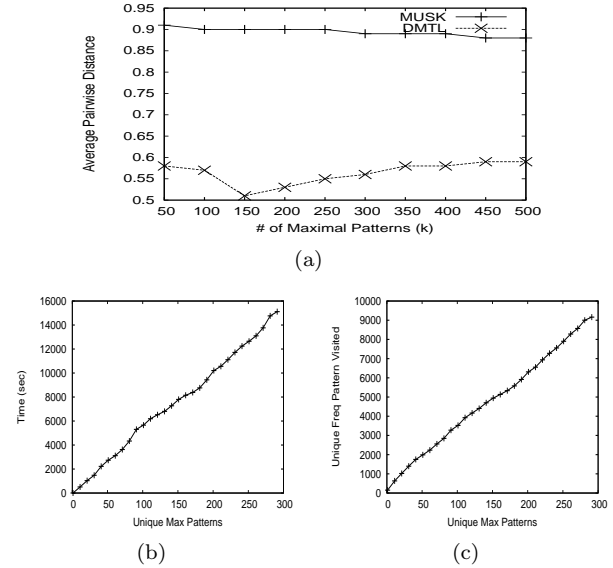 MUSK
DMTL
0.95
0.9
0.85
0.8
0.75
0.7
0.65
0.6
0.55
0.5
Average Pairwise Distance
50 100 150 200 250 300 350 400 450 500
# of Maximal Patterns (k)
(a)
16000
14000
12000
10000
8000
6000
4000
2000
0
Time (sec)
0 50 100 150 200 250 300
Unique Max Patterns
(b)
10000
9000
8000
7000
6000
5000
4000
3000
2000
1000
0
Unique Freq Pattern Visited
0 50 100 150 200 250 300
Unique Max Patterns
(c)